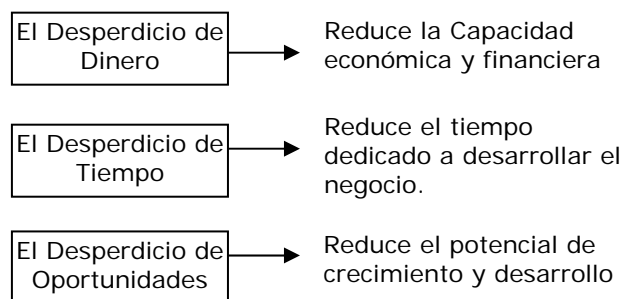 El Desperdicio de
Dinero
Reduce la Capacidad
económica y financiera
El Desperdicio de
Tiempo
Reduce el tiempo
dedicado a desarrollar el
negocio.
El Desperdicio de
Oportunidades
Reduce el potencial de
crecimiento y desarrollo